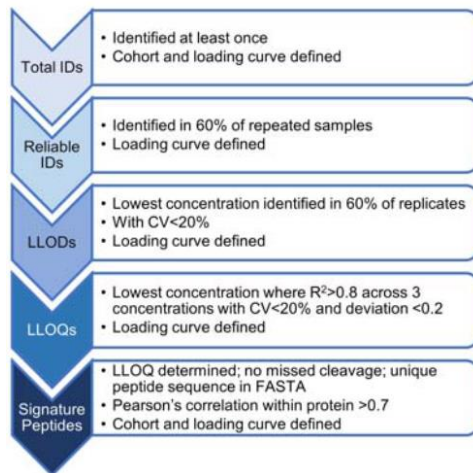 Total IDs
• Identified at least once
• Cohort and loading curve defined
Reliable IDs
• Identified in 60% of repeated samples
• Loading curve defined
LLODs
• Lowest concentration identified in 60% of replicates
• With CV<20%
• Loading curve defined
LLOQs
• Lowest concentration where R²>0.8 across 3
concentrations with CV<20% and deviation <0.2
• Loading curve defined
Signature
Peptides
• LLOQ determined; no missed cleavage; unique
peptide sequence in FASTA
• Pearson's correlation within protein >0.7
• Cohort and loading curve defined